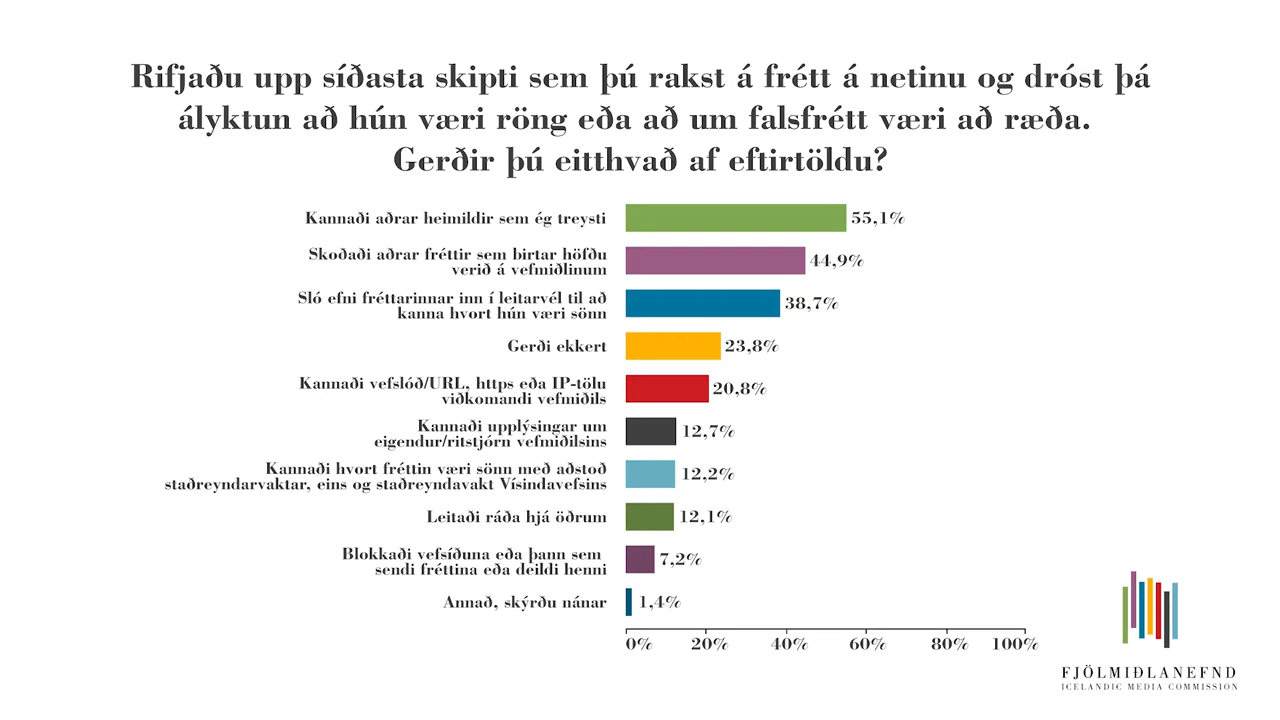 Rifjaðu upp síðasta skipti sem þú rakst á frétt á netinu og dróst þá
ályktun að hún væri röng eða að um falsfrétt væri að ræða.
Gerðir þú eitthvað af eftirtöldu?
Kannaði aðrar heimildir sem ég treysti
55,1%
Skoðaði aðrar fréttir sem birtar höfðu
verið á vefmiðlinum
44,9%
Sló efni fréttarinnar inn í leitarvél til að
kanna hvort hún væri sönn
38,7%
Gerði ekkert
23,8%
Kannaði vefslóð/URL, https eða IP-tölu
viðkomandi vefmiðils
20,8%
Kannaði upplýsingar um
eigendur/ritstjórn vefmiðilsins
12,7%
Kannaði hvort fréttin væri sönn með aðstoð
staðreyndarvaktar, eins og staðreyndavakt Vísindavefsins
12,2%
Leitaði ráða hjá öðrum
12,1%
Blokkaði vefsíðuna eða þann sem
sendi fréttina eða deildi henni
7,2%
Annað, skýrðu nánar
1,4%
0% 20% 40% 60% 80% 100%
FJÖLMIÐLANEFND
ICELANDIC MEDIA COMMISSION